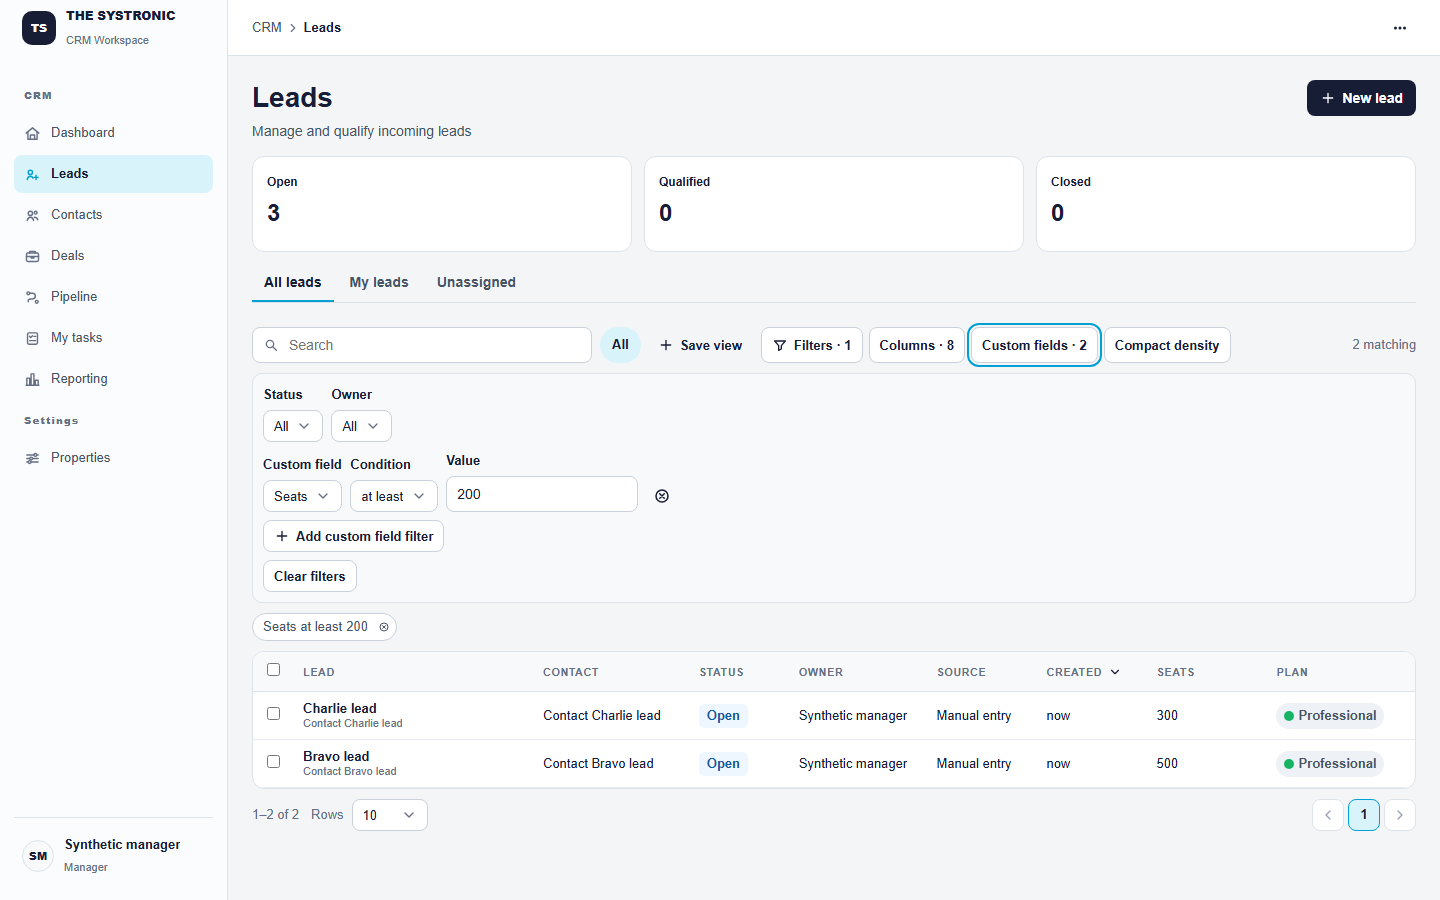 TS
THE SYSTRONIC
CRM Workspace
CRM
Dashboard
Leads
Contacts
Deals
Pipeline
My tasks
Reporting
Settings
Properties
SM
Synthetic manager
Manager
CRM > Leads
Leads
Manage and qualify incoming leads
+ New lead
Open
3
Qualified
0
Closed
0
All leads My leads Unassigned
Search
All
+ Save view
Filters · 1
Columns · 8
Custom fields · 2
Compact density
2 matching
Status Owner
All All
Custom field Condition Value
Seats at least 200
+ Add custom field filter
Clear filters
Seats at least 200
LEAD CONTACT STATUS OWNER SOURCE CREATED SEATS PLAN
Charlie lead
Contact Charlie lead
Contact Charlie lead Open Synthetic manager Manual entry now 300 Professional
Bravo lead
Contact Bravo lead
Contact Bravo lead Open Synthetic manager Manual entry now 500 Professional
1–2 of 2 Rows 10
1